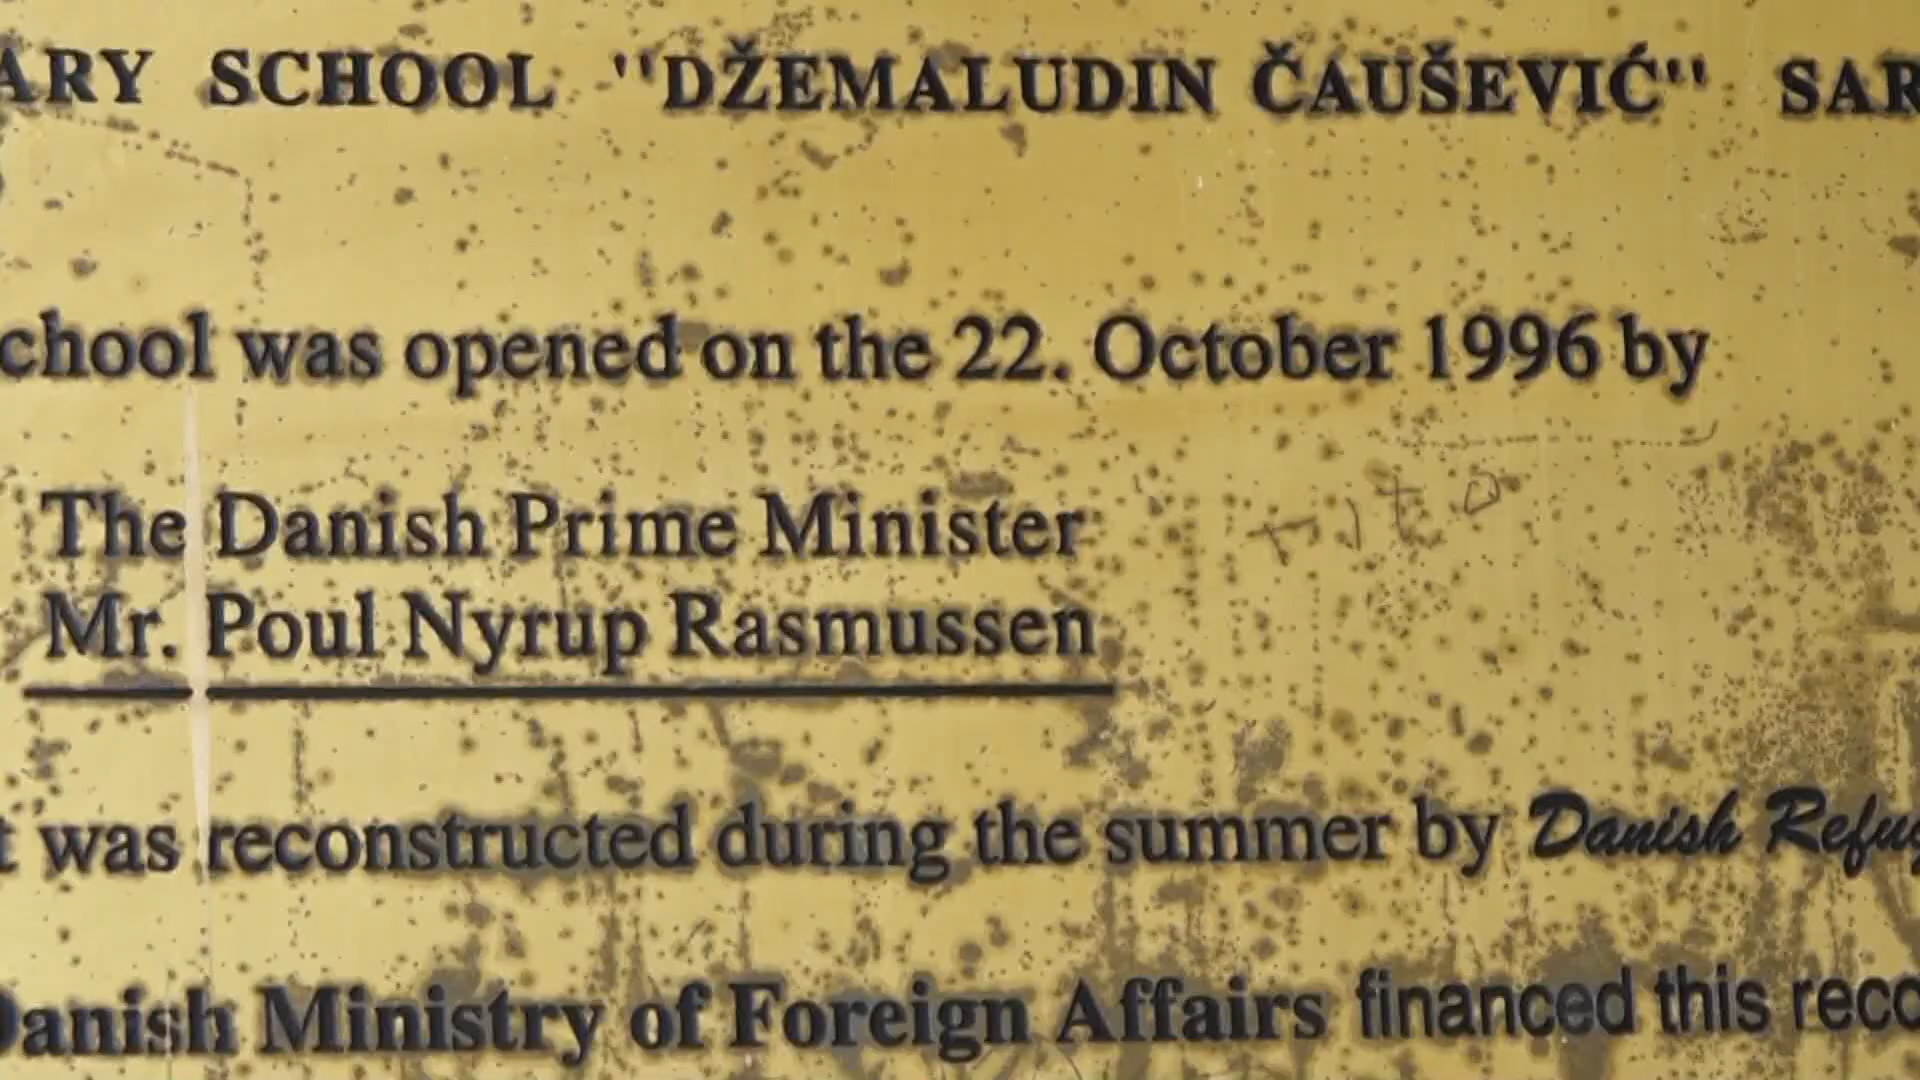 ARY SCHOOL "DŽEMALUDIN ČAUŠEVIĆ" SAR
chool was opened on the 22. October 1996 by
The Danish Prime Minister
Mr. Poul Nyrup Rasmussen
t was reconstructed during the summer by Danish Refug
Danish Ministry of Foreign Affairs financed this reco